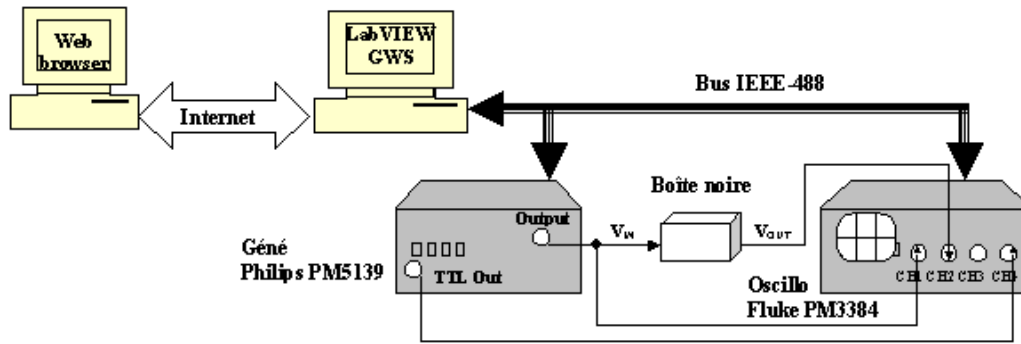 Web
browser
LabVIEW
GWS
Internet
Bus IEEE-488
Boîte noire
Output
VIN
VOUT
Géné
Philips PM5139
TTL Out
CH1 CH2 CH3 CH4
Oscillo
Fluke PM3384